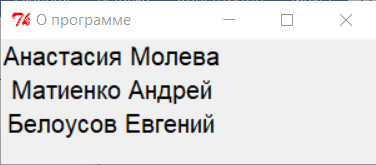 О программе
Анастасия Молева
Матиенко Андрей
Белоусов Евгений